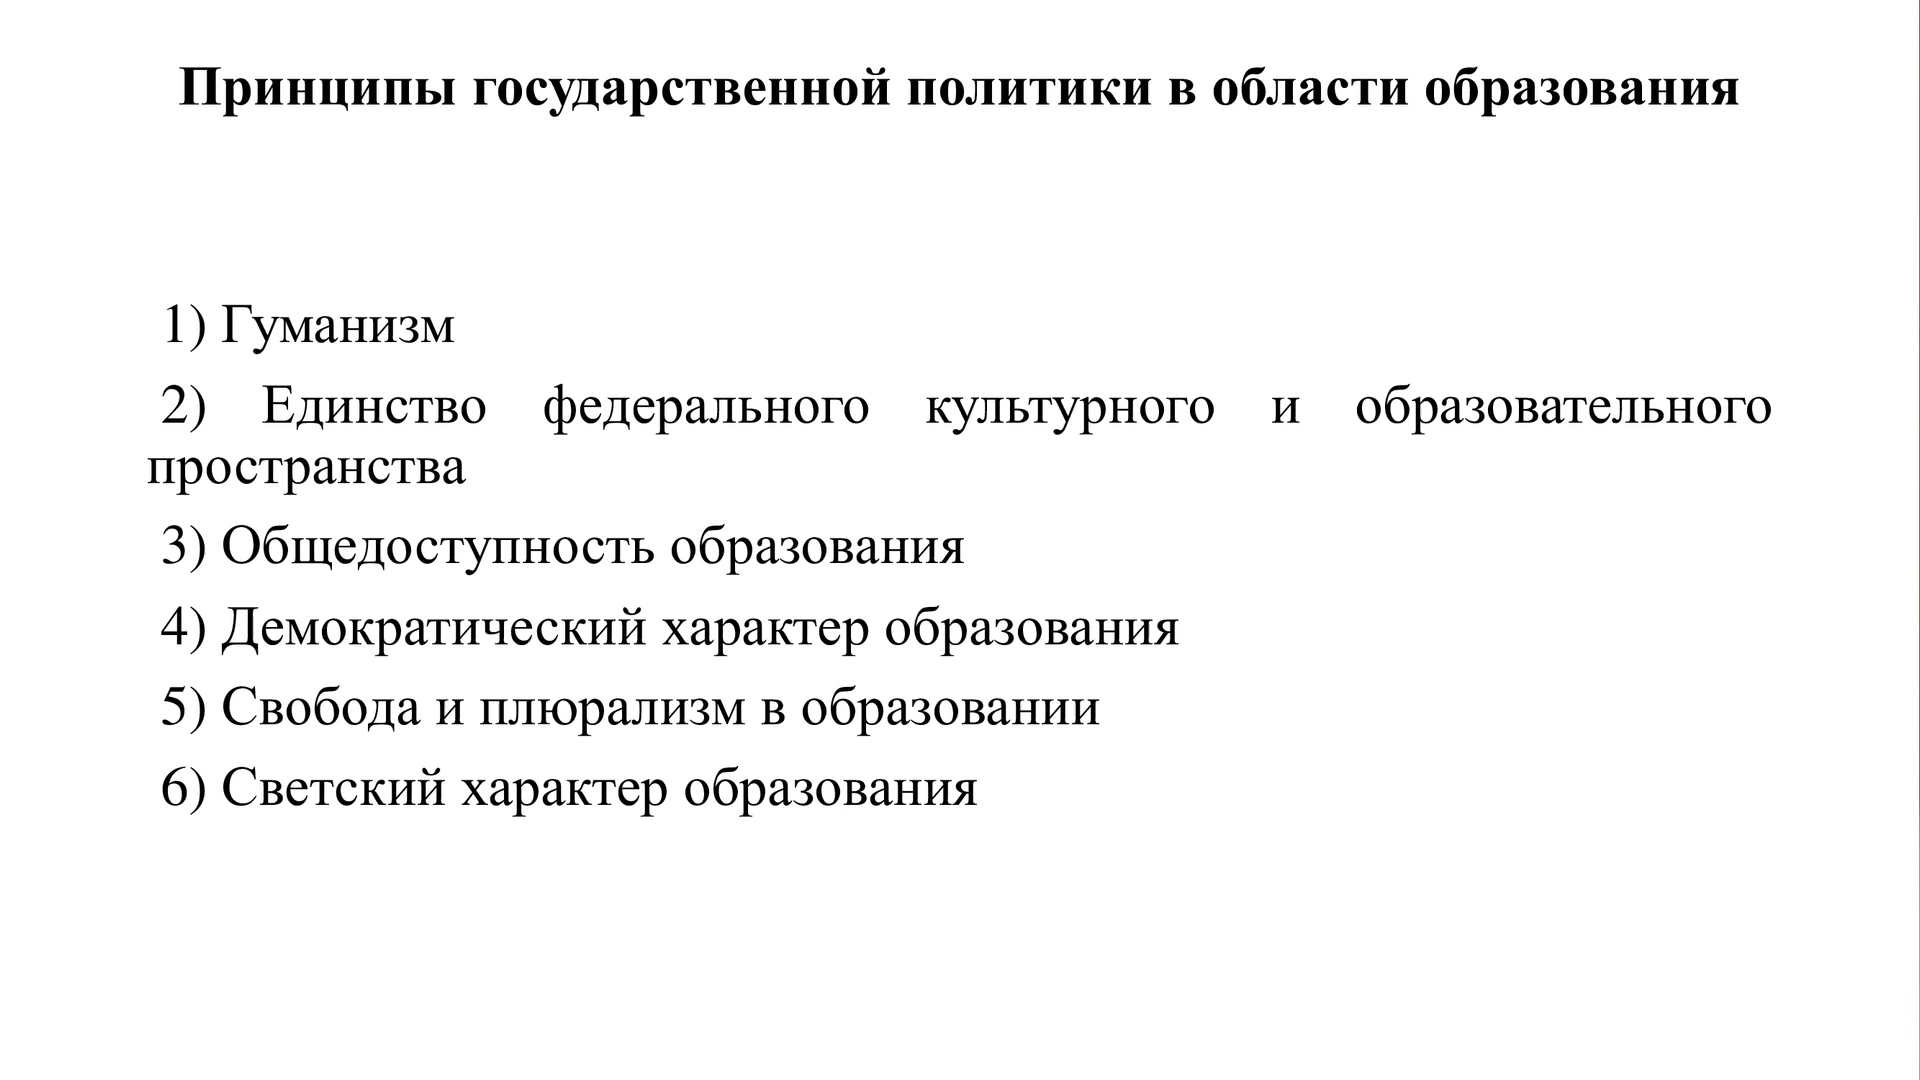 Принципы государственной политики в области образования
1) Гуманизм
2) Единство федерального культурного и образовательного
пространства
3) Общедоступность образования
4) Демократический характер образования
5) Свобода и плюрализм в образовании
6) Светский характер образования